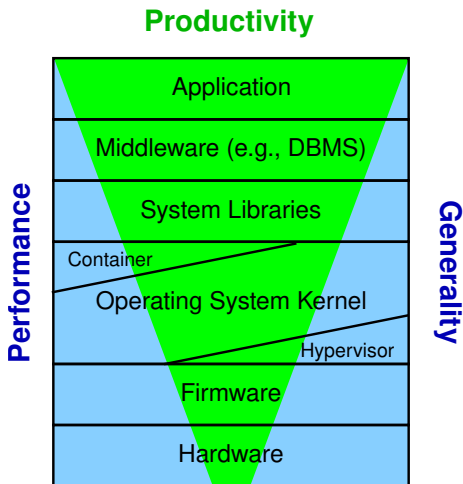 Productivity
Application
Middleware (e.g., DBMS)
System Libraries
Performance
Generality
Container
Operating System Kernel
Hypervisor
Firmware
Hardware